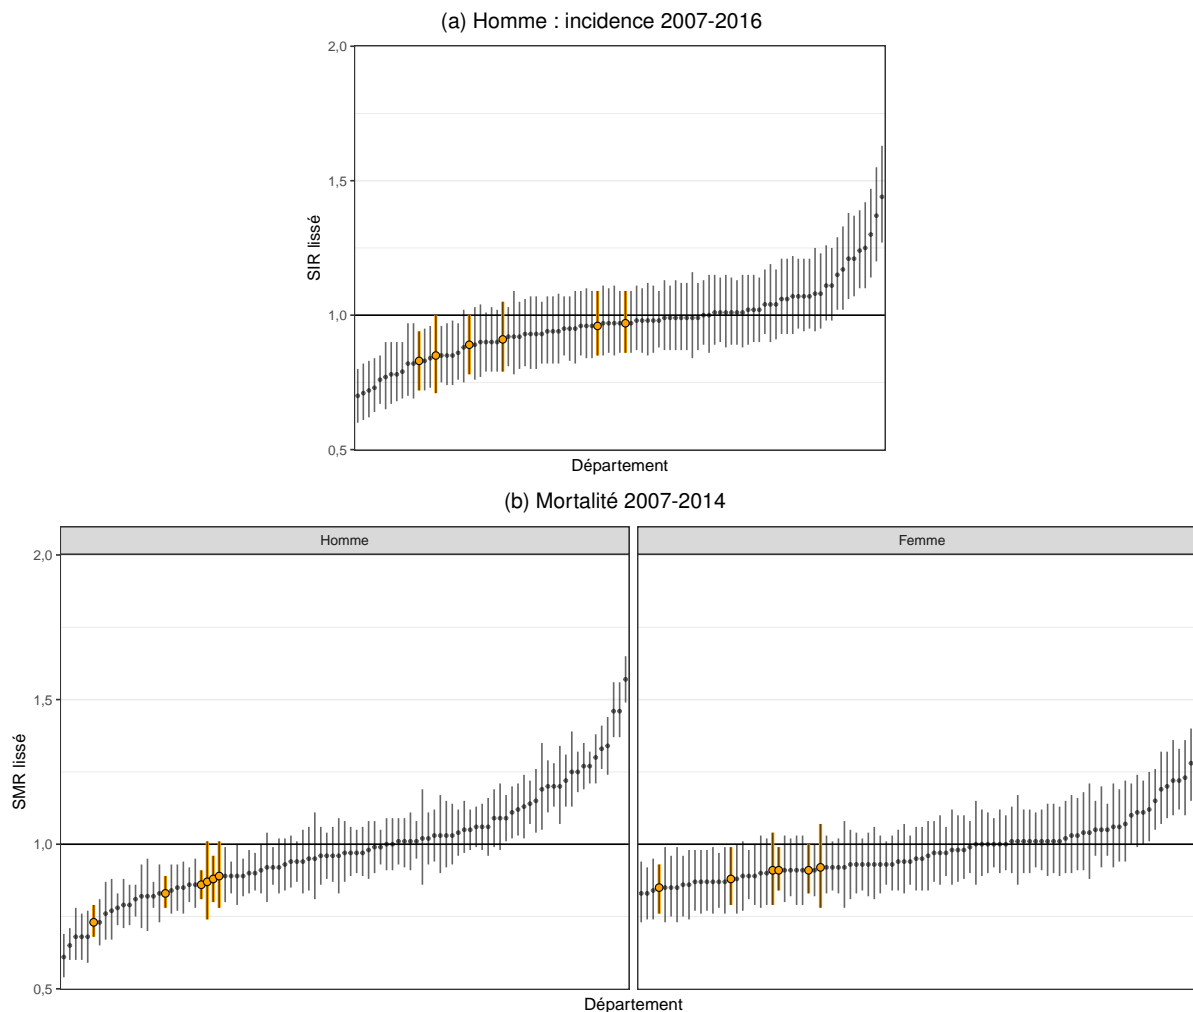 (a) Homme : incidence 2007-2016
2,0
1,5
1,0
0,5
SIR lissé
Département
(b) Mortalité 2007-2014
Homme
Femme
2,0
1,5
1,0
0,5
SMR lissé
Département